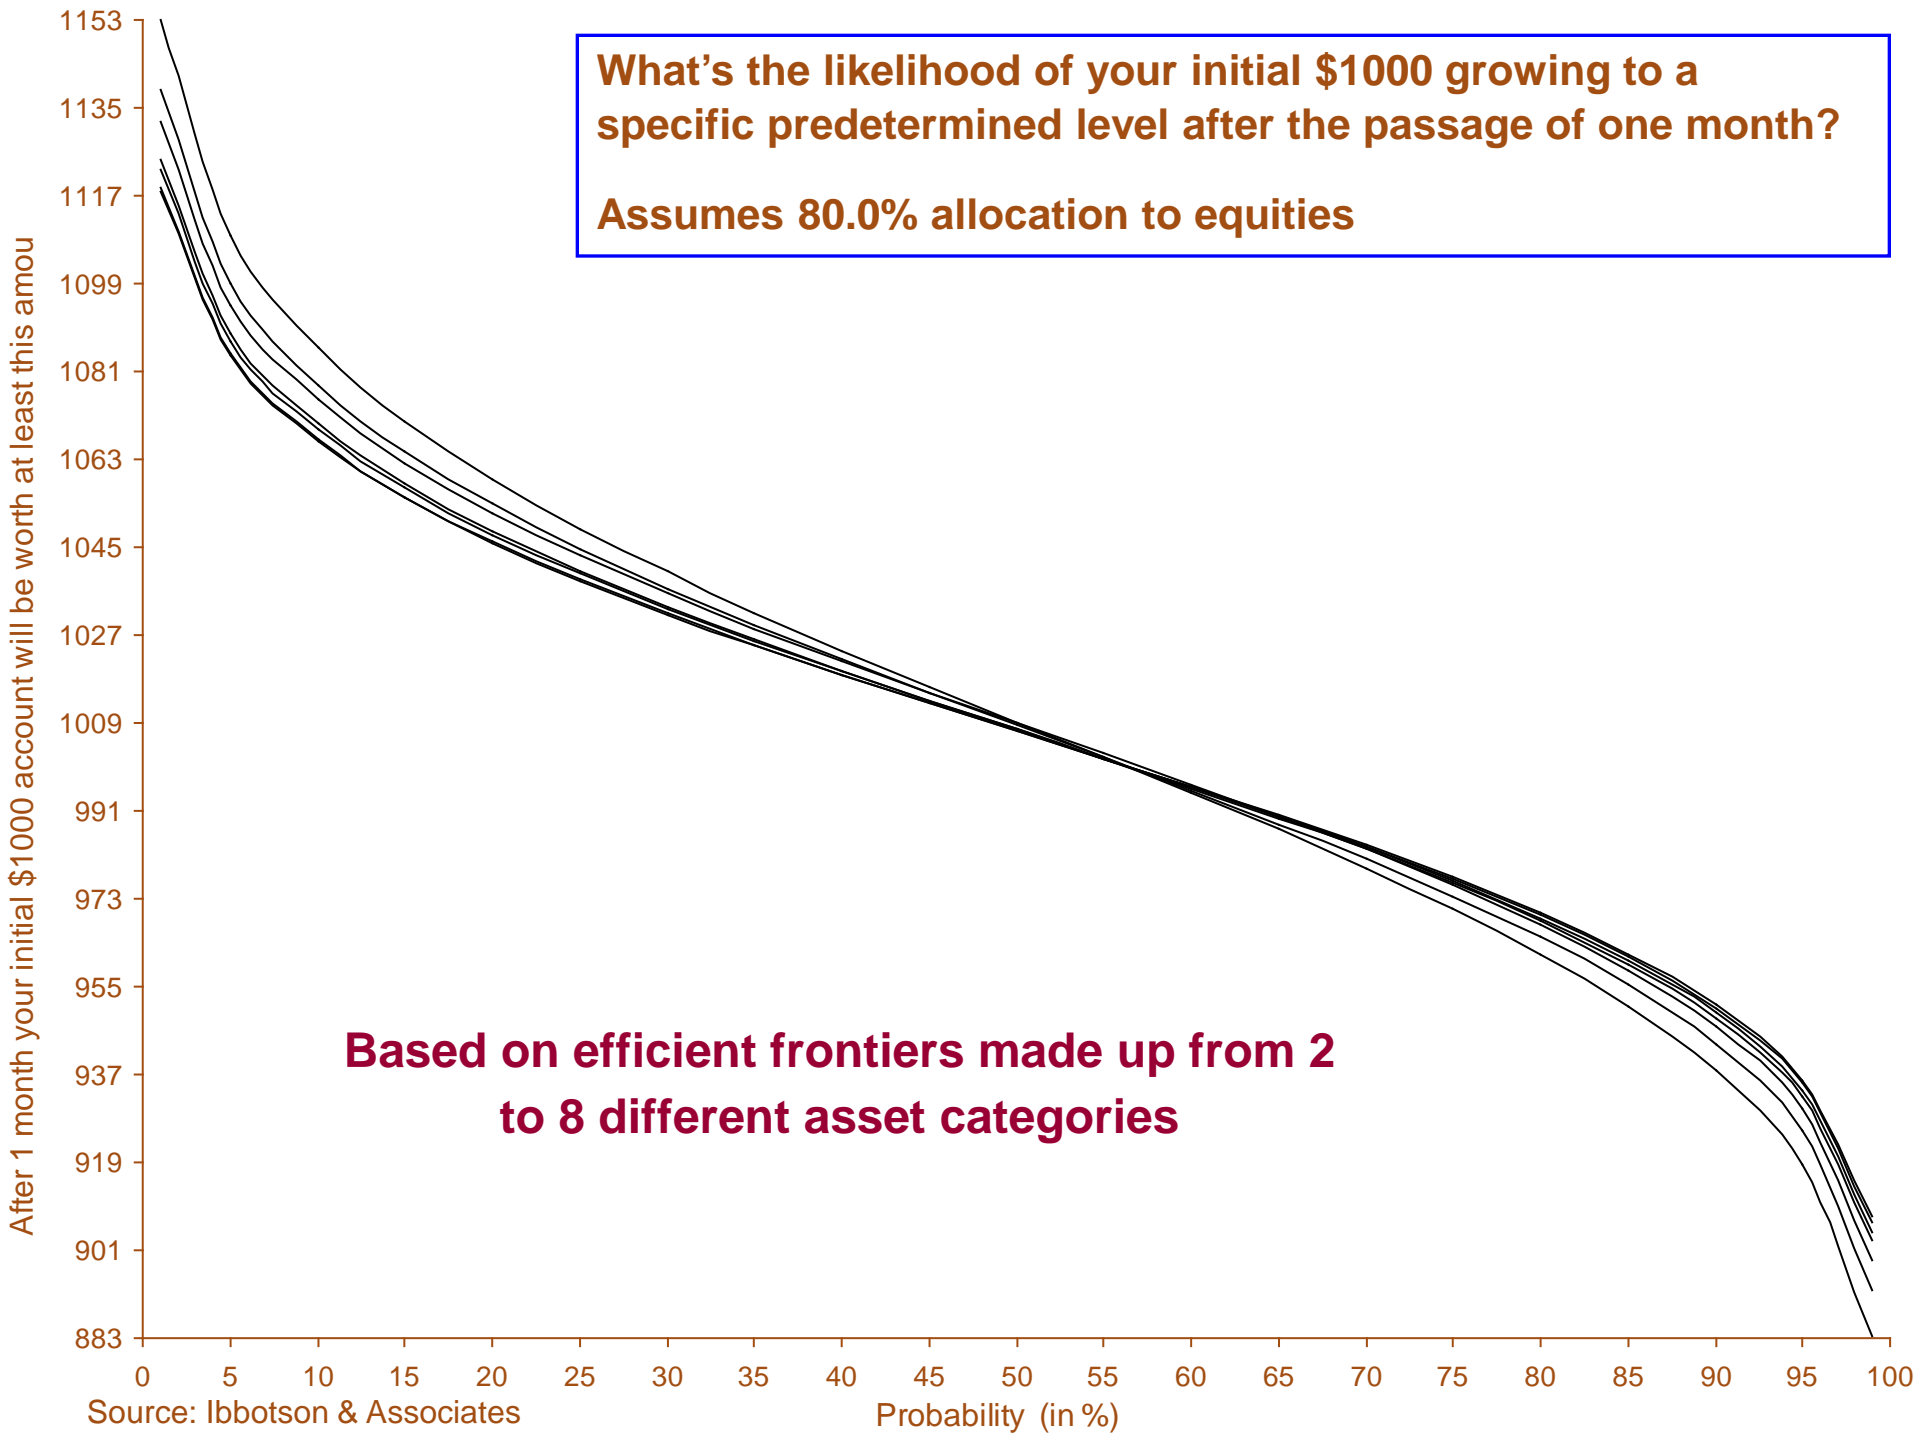 What’s the likelihood of your initial $1000 growing to a
specific predetermined level after the passage of one month?
Assumes 80.0% allocation to equities
After 1 month your initial $1000 account will be worth at least this amou
1153
1135
1117
1099
1081
1063
1045
1027
1009
991
973
955
937
919
901
883
Based on efficient frontiers made up from 2
to 8 different asset categories
0 5 10 15 20 25 30 35 40 45 50 55 60 65 70 75 80 85 90 95 100
Source: Ibbotson & Associates
Probability (in %)